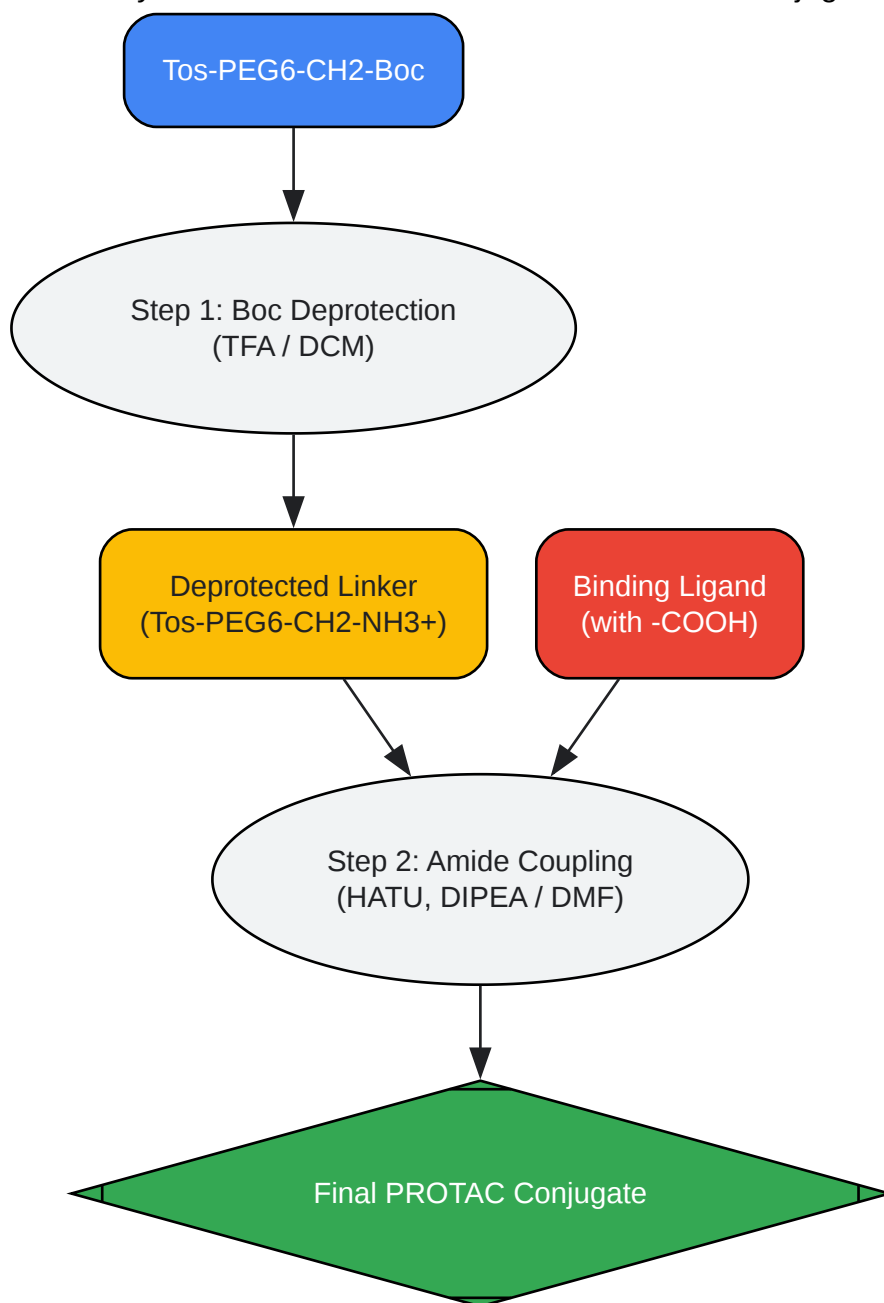 Tos-PEG6-CH2-Boc
Step 1: Boc Deprotection
(TFA / DCM)
Deprotected Linker
(Tos-PEG6-CH2-NH3+)
Binding Ligand
(with -COOH)
Step 2: Amide Coupling
(HATU, DIPEA / DMF)
Final PROTAC Conjugate